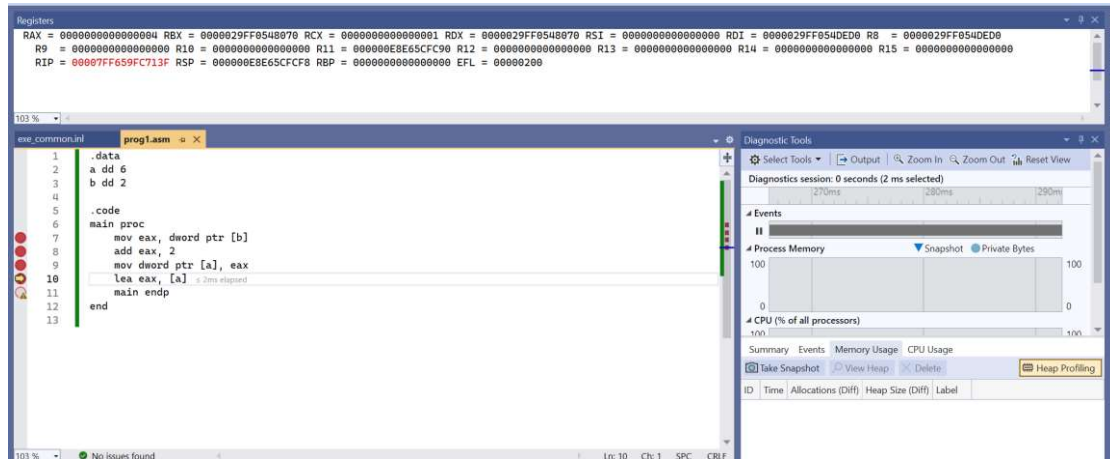 Registers
RAX = 0000000000000004 RBX = 0000029FF0548070 RCX = 0000000000000001 RDX = 0000029FF0548070 RSI = 0000000000000000 RDI = 0000029FF054DED0 R8  = 0000029FF054DED0
R9  = 0000000000000000 R10 = 0000000000000000 R11 = 000000E8E65CFC90 R12 = 0000000000000000 R13 = 0000000000000000 R14 = 0000000000000000 R15 = 0000000000000000
RIP = 00007FF659FC713F RSP = 000000E8E65CFCF8 RBP = 0000000000000000 EFL = 00000200
103 %
exe_common.inl prog1.asm
1 .data
2 a dd 6
3 b dd 2
4
5 .code
6 main proc
7 mov eax, dword ptr [b]
8 add eax, 2
9 mov dword ptr [a], eax
10 lea eax, [a] ≤ 2ms elapsed
11 main endp
12 end
13
103 % No issues found Ln: 10 Ch: 1 SPC CRLF
Diagnostic Tools
Select Tools Output Zoom In Zoom Out Reset View
Diagnostics session: 0 seconds (2 ms selected)
270ms 280ms 290ms
Events
Process Memory Snapshot Private Bytes
100 100
0 0
CPU (% of all processors)
100 100
Summary Events Memory Usage CPU Usage
Take Snapshot View Heap Delete Heap Profiling
ID Time Allocations (Diff) Heap Size (Diff) Label